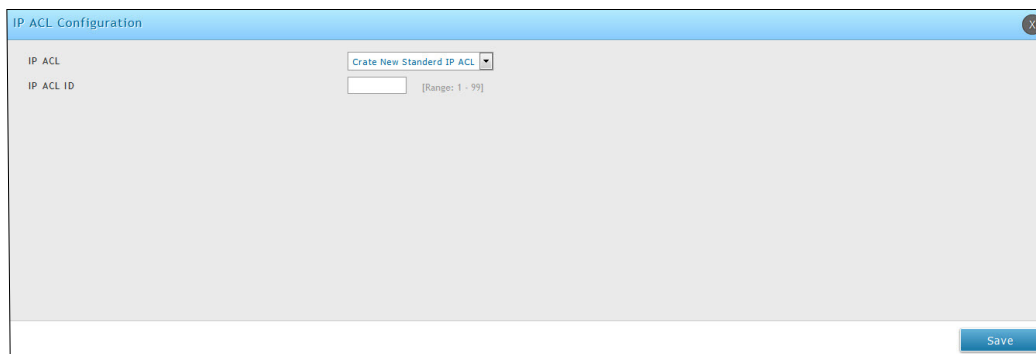 IP ACL Configuration
X
IP ACL
Crate New Standerd IP ACL
IP ACL ID
[Range: 1 - 99]
Save